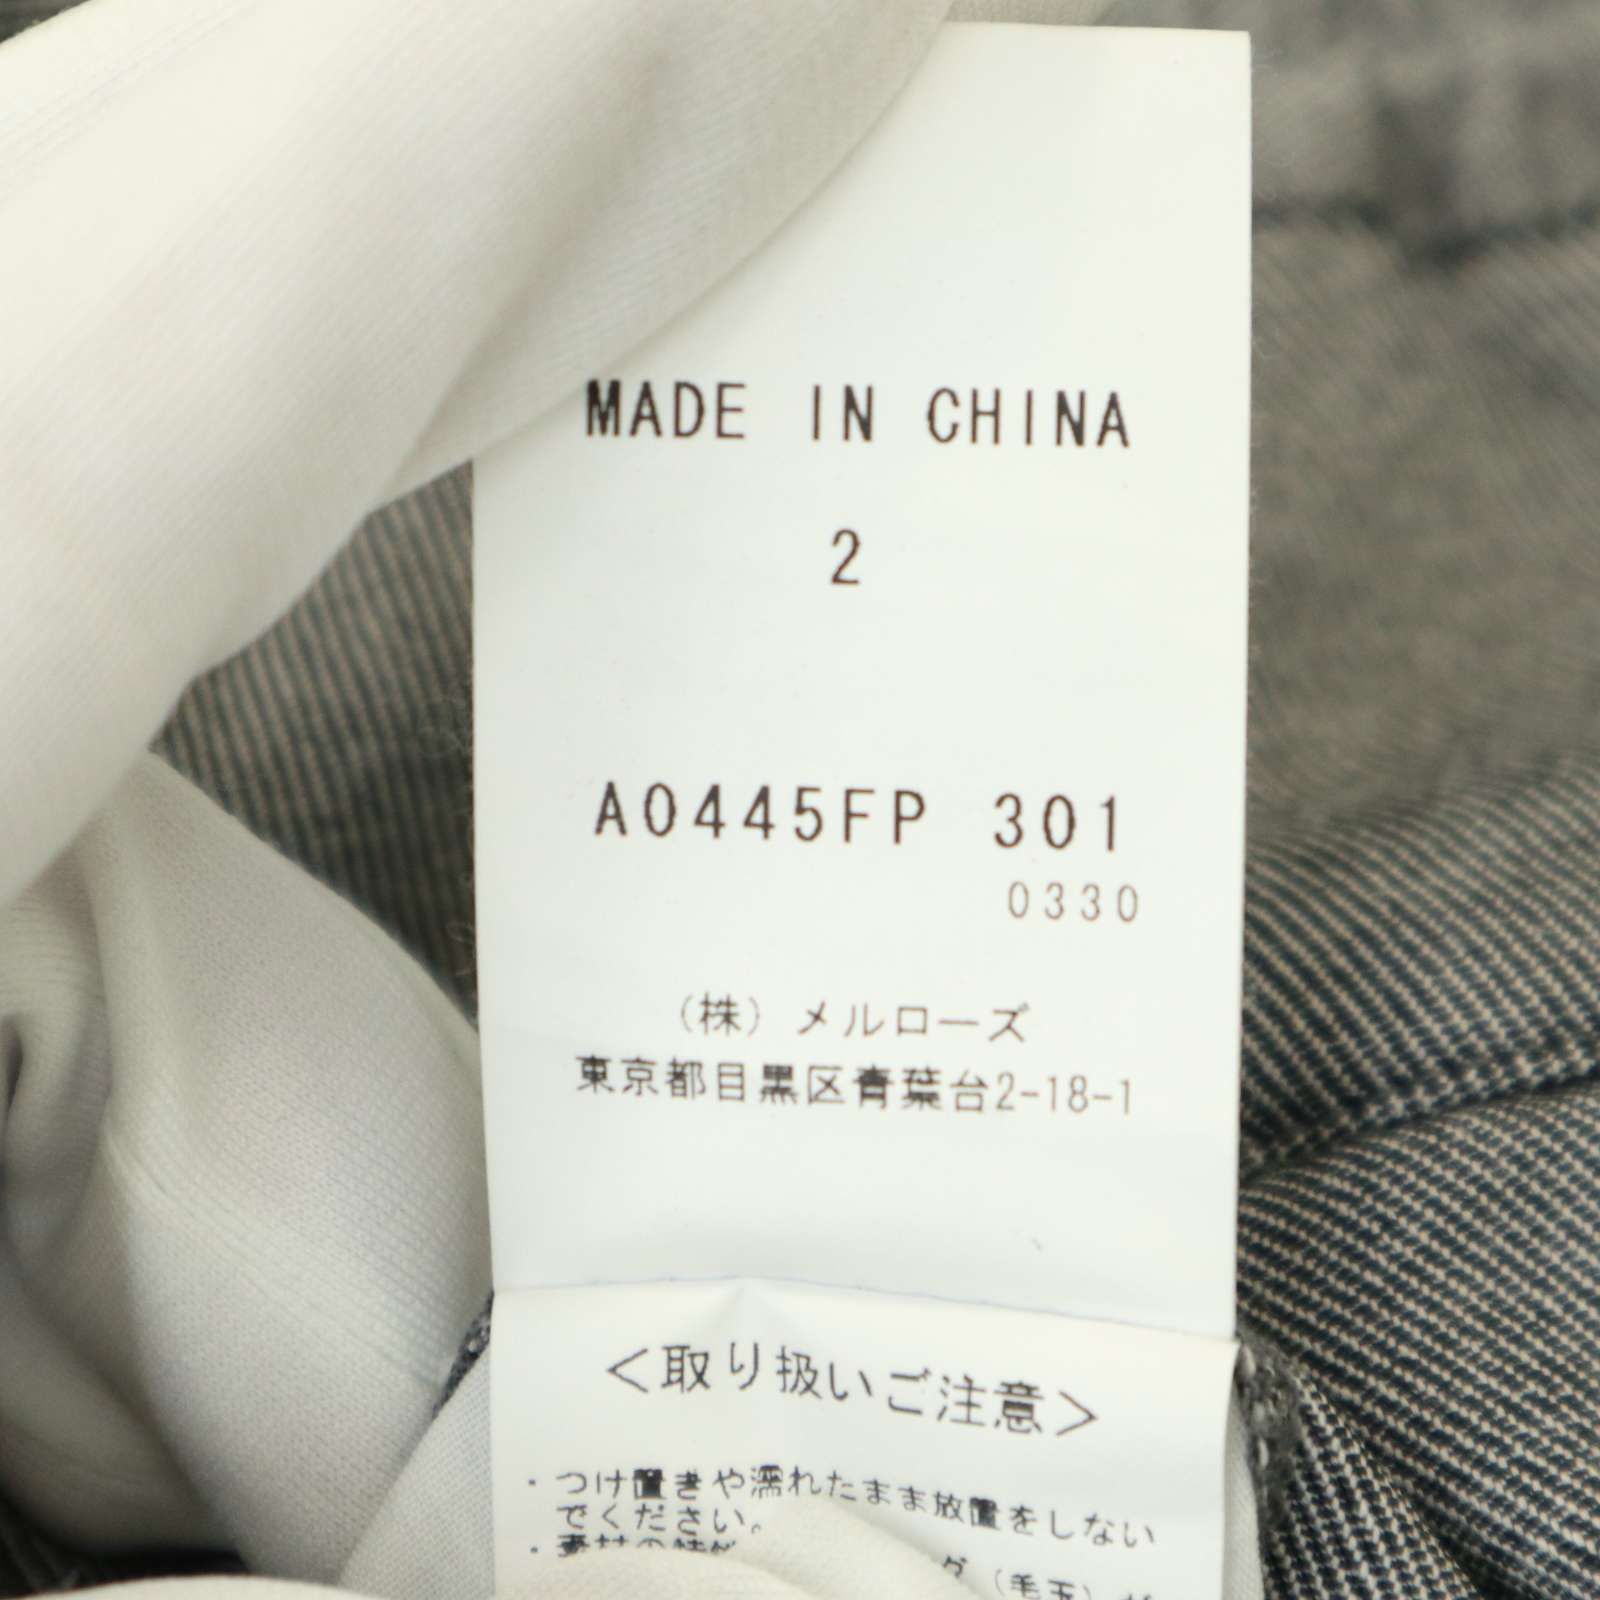 MADE IN CHINA
2
A0445FP 301
0330
(株) メルローズ
東京都目黒区青葉台2-18-1
<取り扱いご注意>
・つけ置きや濡れたまま放置をしない
でください。
(毛玉)